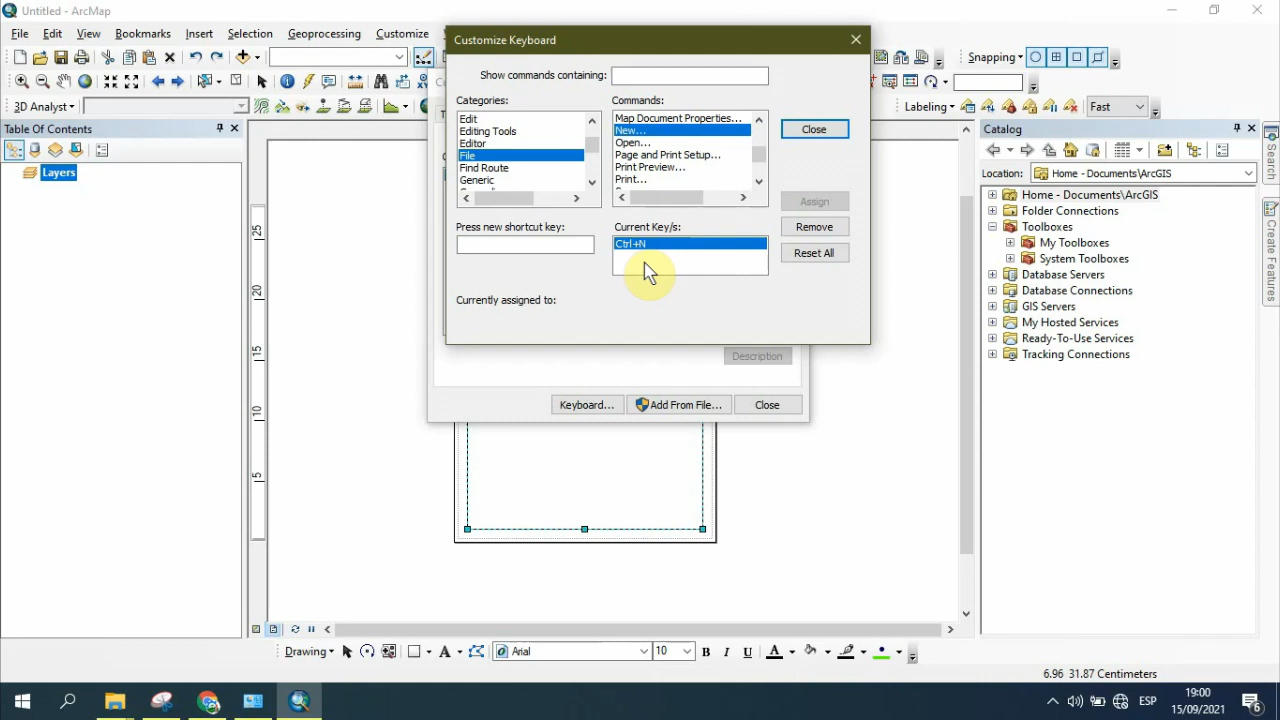 Untitled - ArcMap
File Edit View Bookmarks Insert Selection Geoprocessing Customize
Snapping
3D Analyst
Labeling
Fast
Table Of Contents
Layers
Customize Keyboard
Show commands containing:
Categories:
Edit
Editing Tools
Editor
File
Find Route
Generic
Commands:
Map Document Properties...
New...
Open...
Page and Print Setup...
Print Preview...
Print...
Close
Assign
Remove
Reset All
Press new shortcut key:
Current Key/s:
Ctrl+N
Currently assigned to:
Description
Keyboard... Add From File... Close
20
15
10
5
Catalog
Location: Home - Documents\ArcGIS
Home - Documents\ArcGIS
Folder Connections
Toolboxes
My Toolboxes
System Toolboxes
Database Servers
Database Connections
GIS Servers
My Hosted Services
Ready-To-Use Services
Tracking Connections
Search
Create Features
Drawing
A
Arial
10
B I U A
6.96 31.87 Centimeters
ESP
19:00
15/09/2021
6